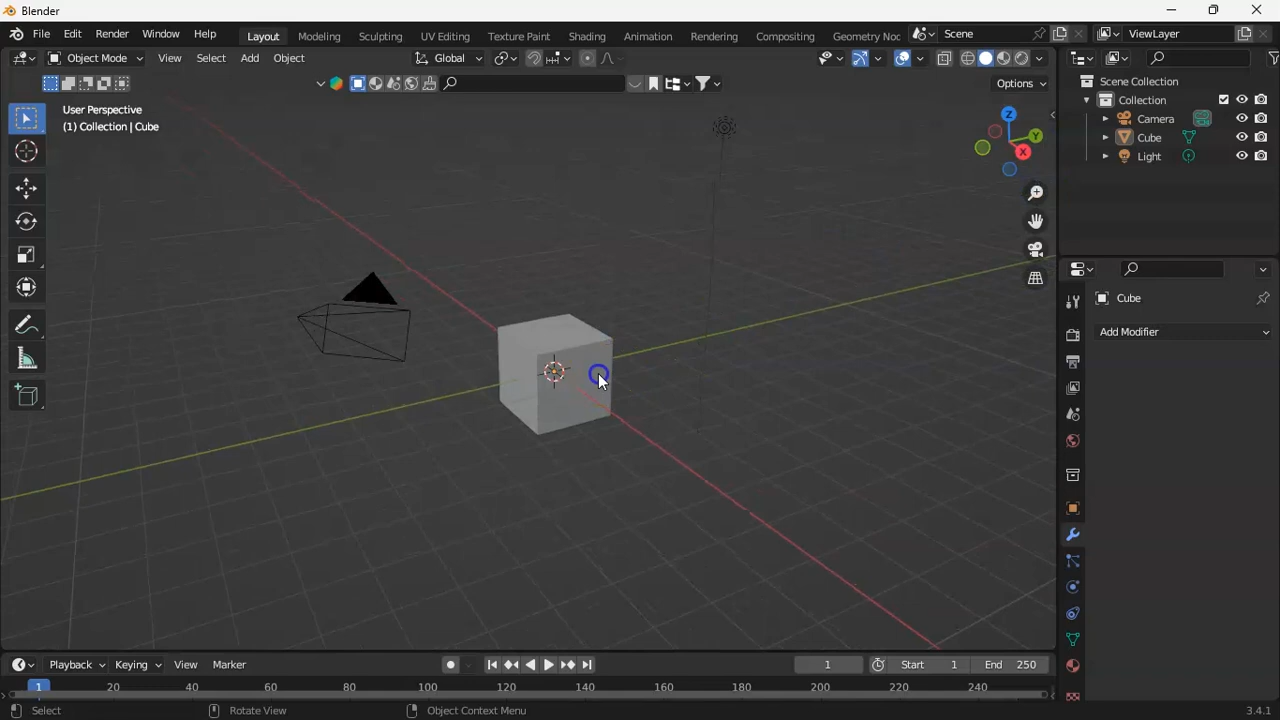 Blender
File Edit Render Window Help Layout Modeling Sculpting UV Editing Texture Paint Shading Animation Rendering Compositing Geometry Noc Scene ViewLayer
Object Mode View Select Add Object Global
Options
User Perspective
(1) Collection | Cube
Z
Y
X
Scene Collection
Collection
Camera
Cube
Light
Cube
Add Modifier
Playback Keying View Marker 1 Start 1 End 250
1 20 40 60 80 100 120 140 160 180 200 220 240
Select Rotate View Object Context Menu 3.4.1